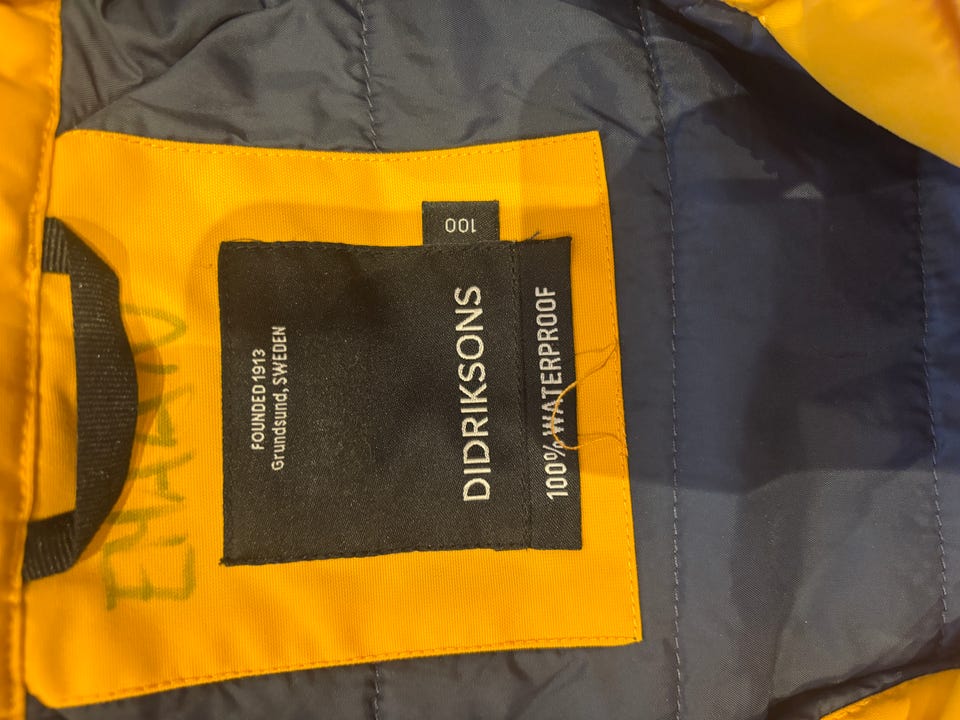 FOUNDED 1913
Grundsund, SWEDEN
100
DIDRIKSONS
100% WATERPROOF